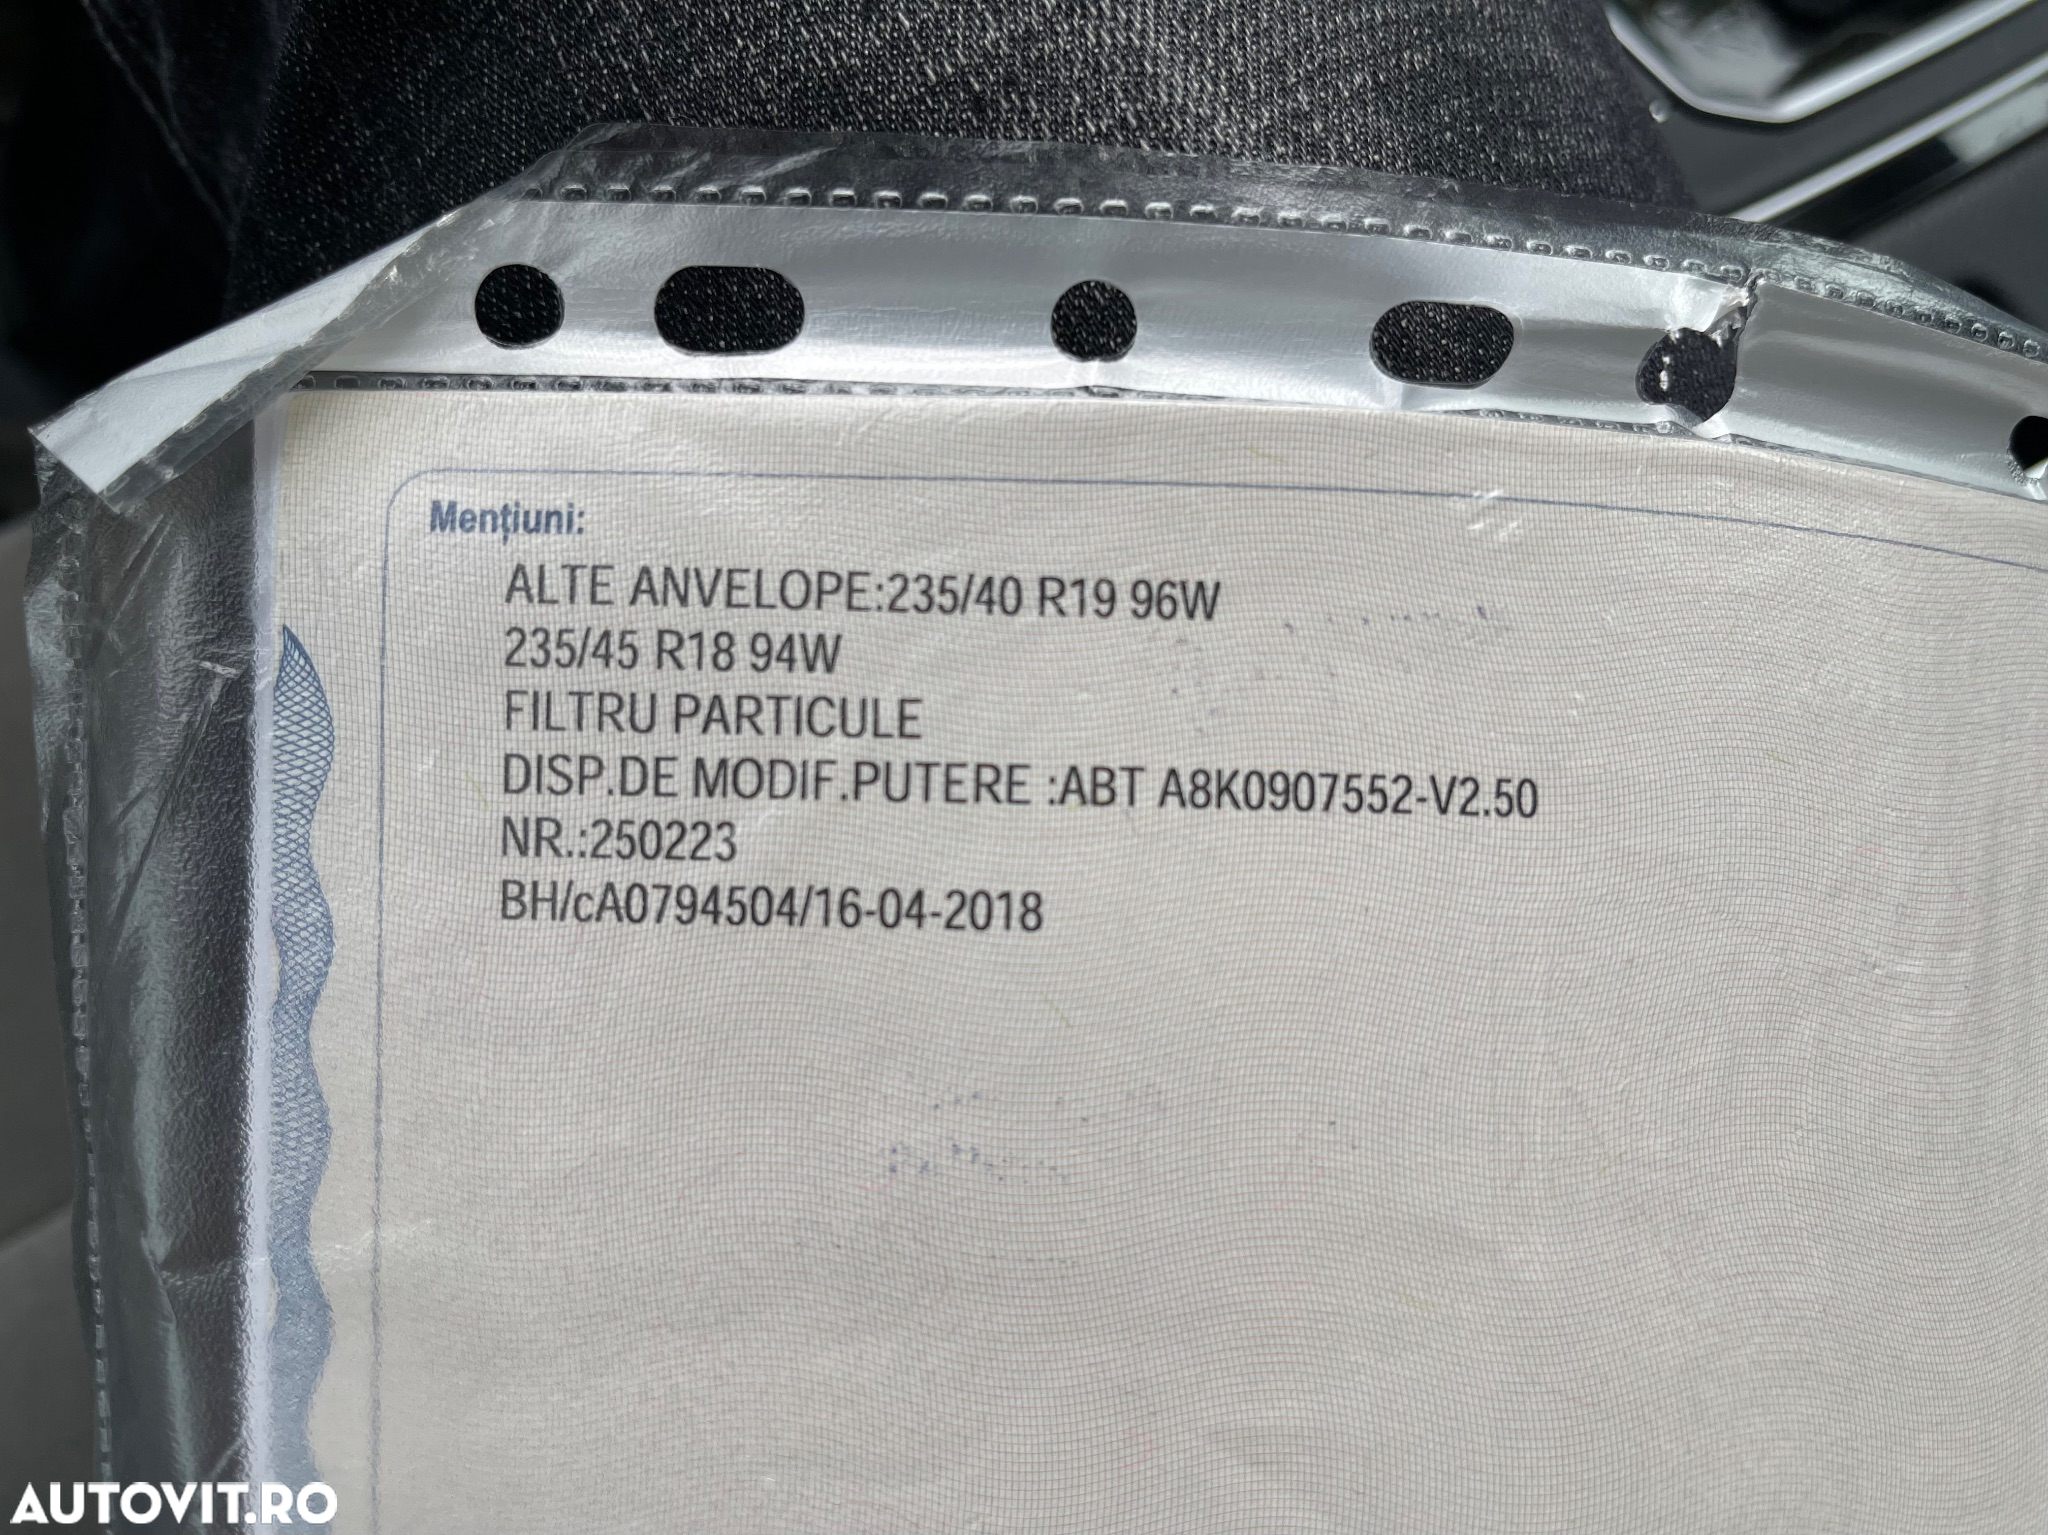 Mențiuni:
ALTE ANVELOPE:235/40 R19 96W
235/45 R18 94W
FILTRU PARTICULE
DISP.DE MODIF.PUTERE :ABT A8K0907552-V2.50
NR.:250223
BH/cA0794504/16-04-2018
AUTOVIT.RO